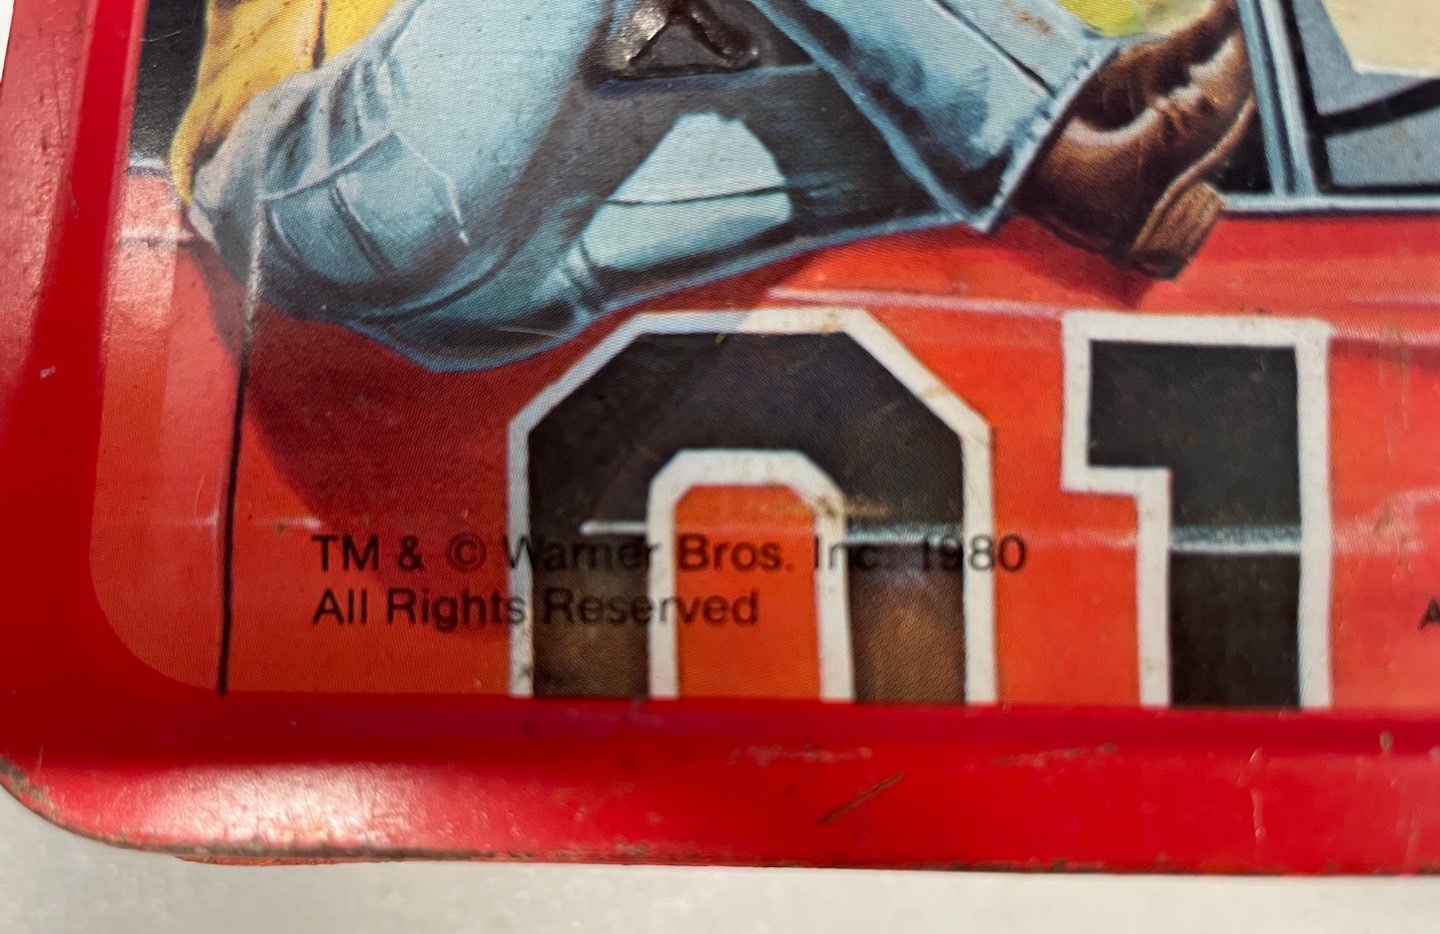 01
TM & © Warner Bros. Inc. 1980
All Rights Reserved